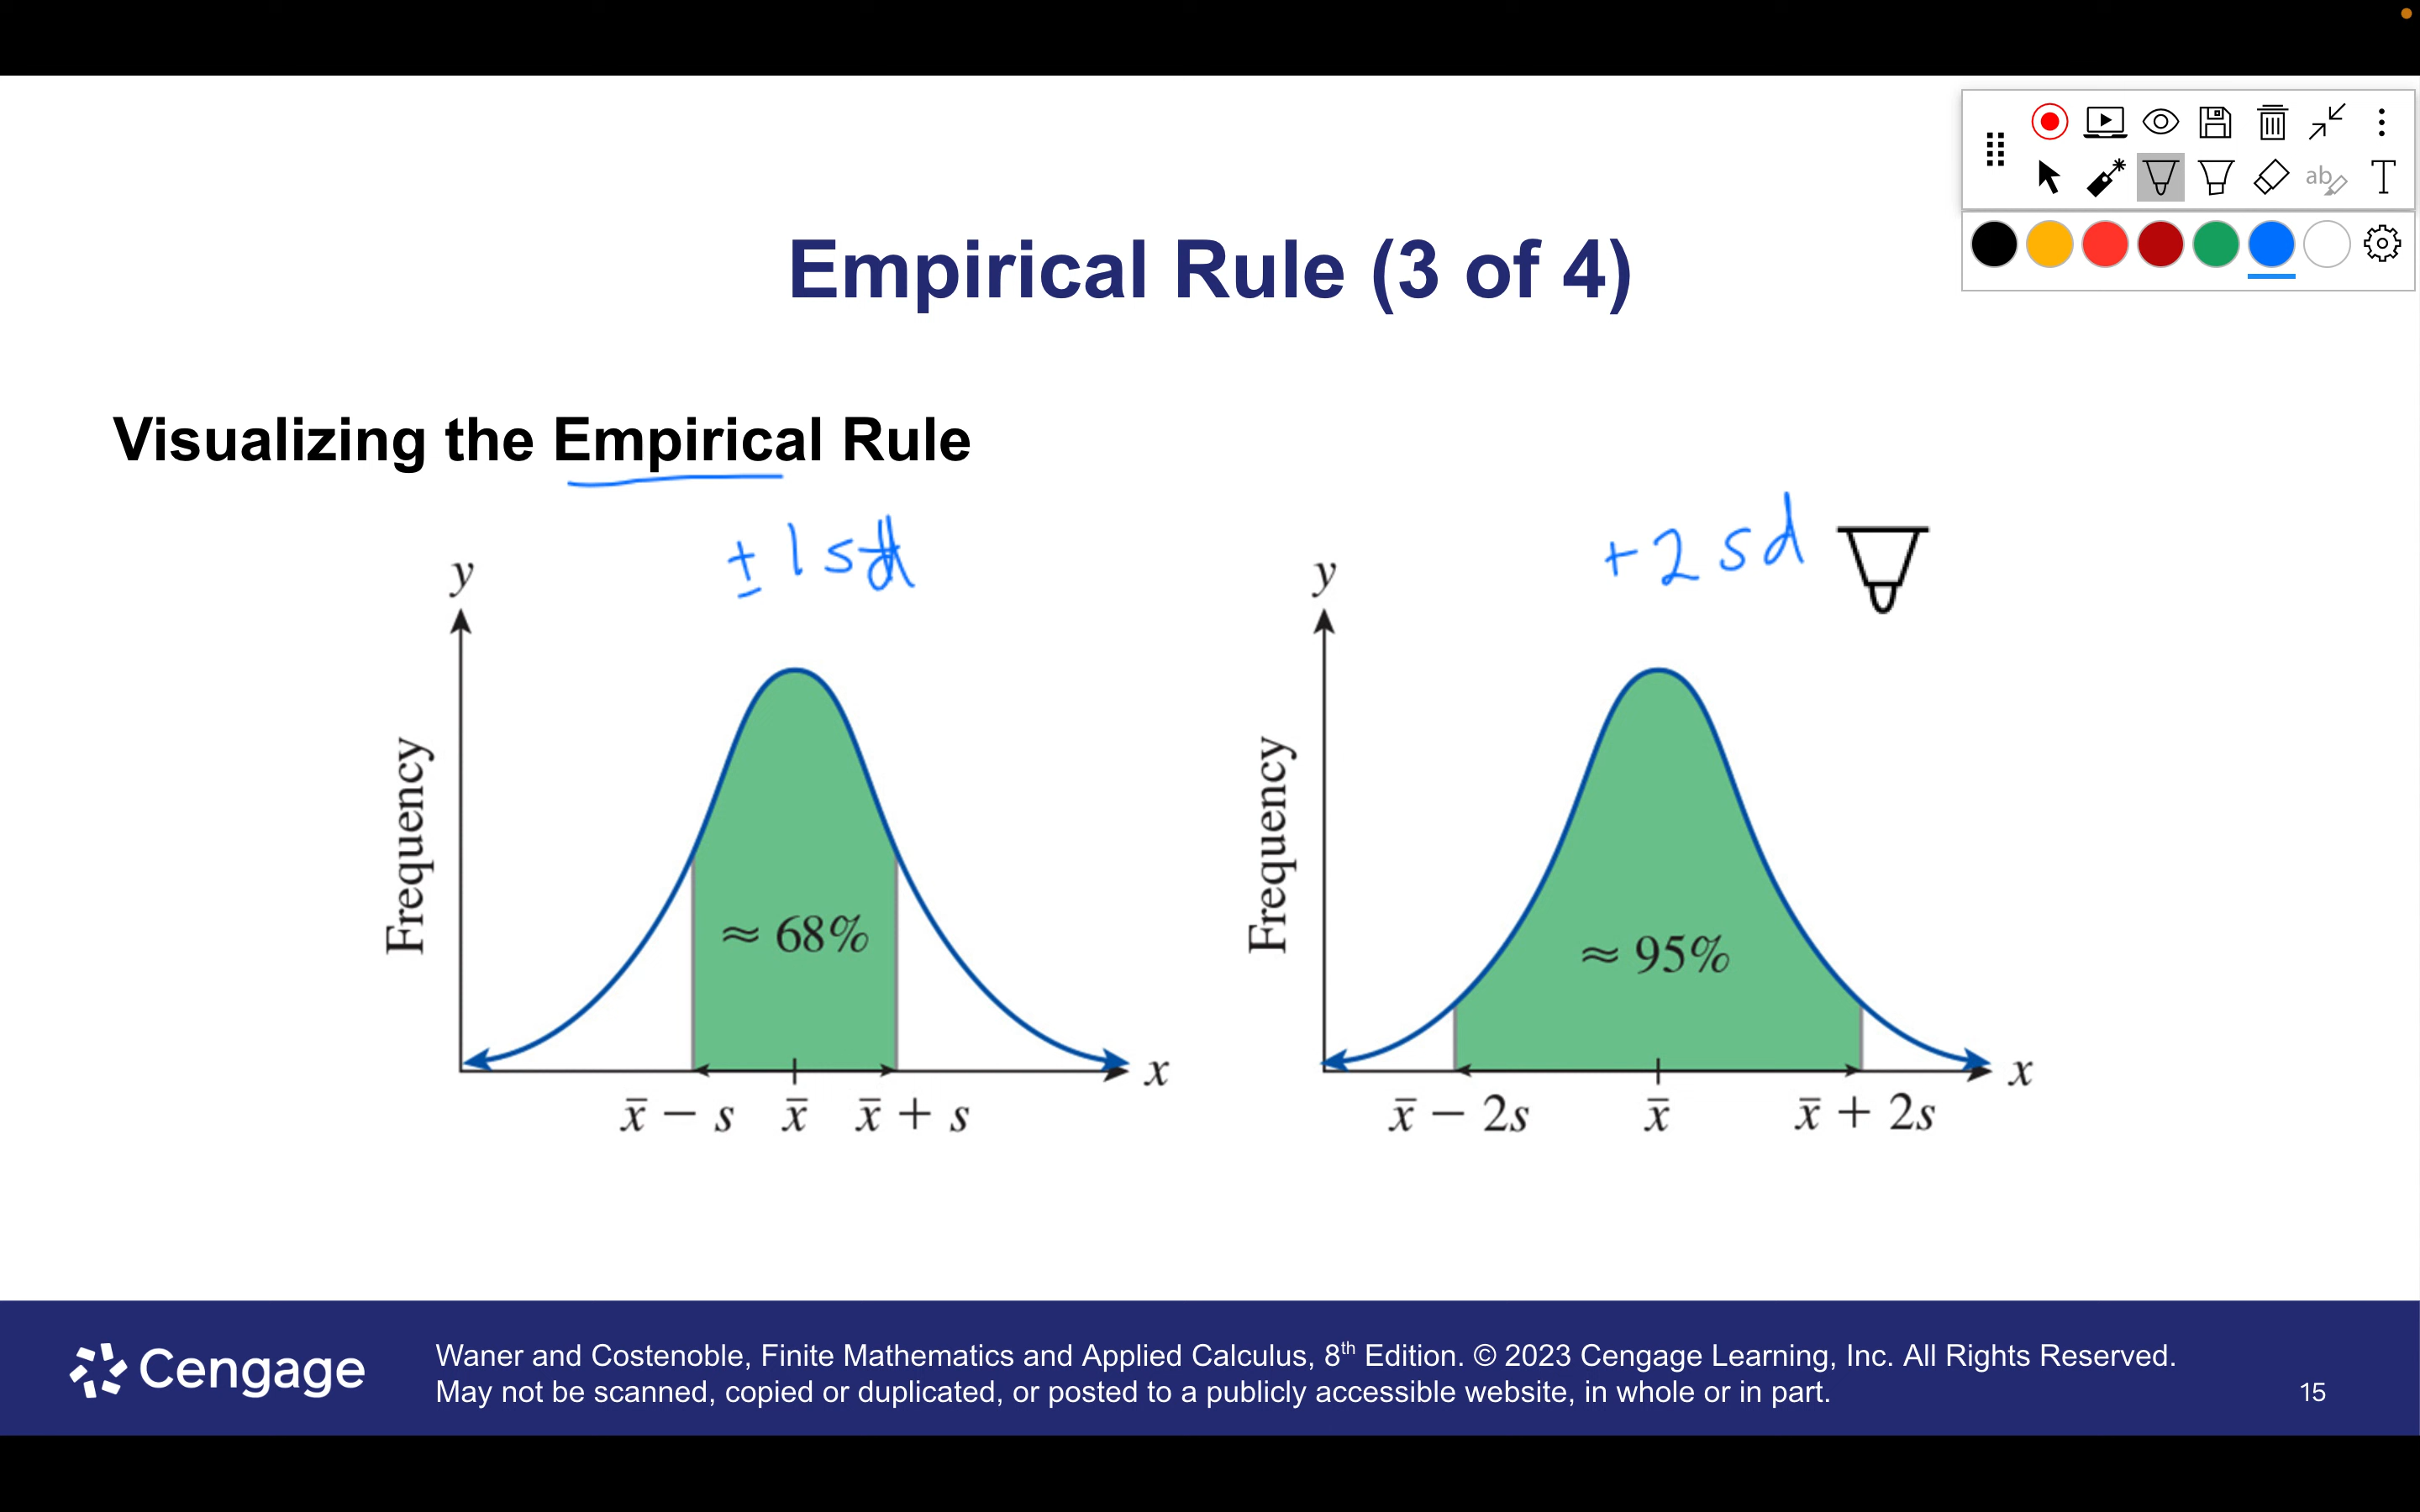 Empirical Rule (3 of 4)
Visualizing the Empirical Rule
± 1 sd
+2 sd
y
Frequency
≈ 68%
x
x̄ − s x̄ x̄ + s
y
Frequency
≈ 95%
x
x̄ − 2s x̄ x̄ + 2s
ab
T
Cengage
Waner and Costenoble, Finite Mathematics and Applied Calculus, 8th Edition. © 2023 Cengage Learning, Inc. All Rights Reserved.
May not be scanned, copied or duplicated, or posted to a publicly accessible website, in whole or in part.
15